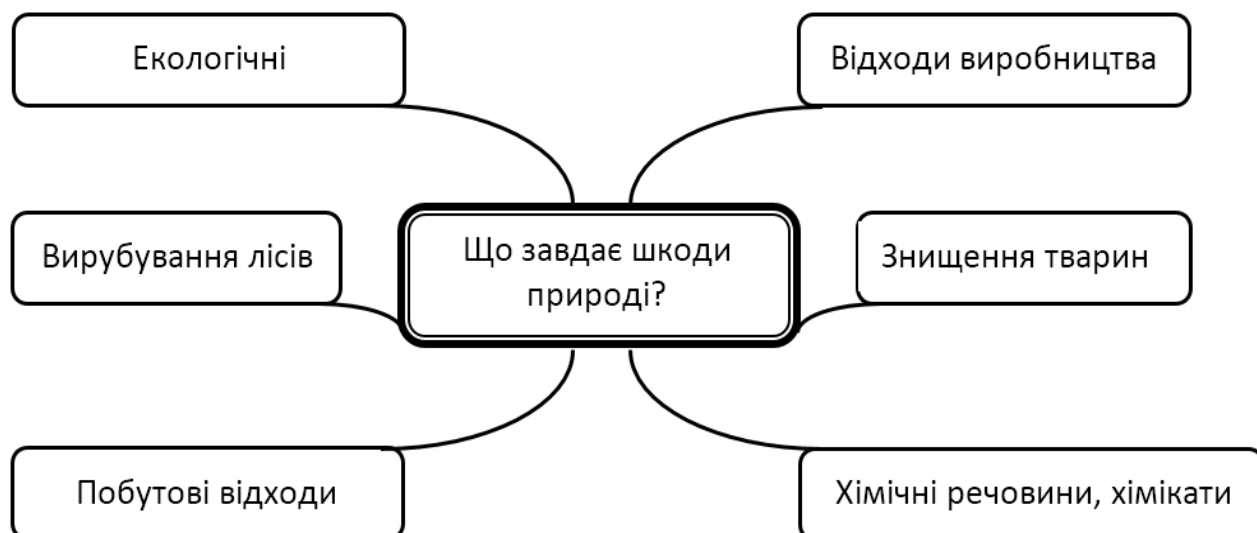 Екологічні
Відходи виробництва
Вирубування лісів
Що завдає шкоди
природі?
Знищення тварин
Побутові відходи
Хімічні речовини, хімікати